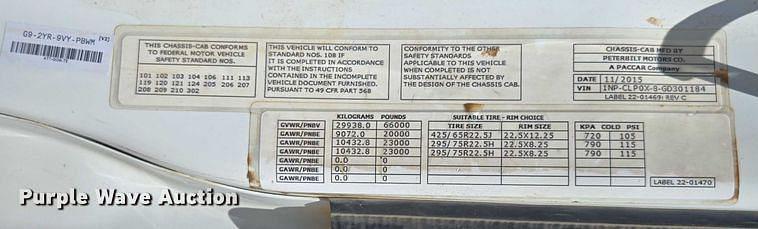 G9-2YR-9VY-PBWM [V2]
THIS CHASSIS-CAB CONFORMS
TO FEDERAL MOTOR VEHICLE
SAFETY STANDARD NOS.
101 102 103 104 106 111 113
119 120 121 124 205 206 207
208 209 210 302
THIS VEHICLE WILL CONFORM TO
STANDARD NOS. 108 IF
IT IS COMPLETED IN ACCORDANCE
WITH THE INSTRUCTIONS
CONTAINED IN THE INCOMPLETE
VEHICLE DOCUMENT FURNISHED.
PURSUANT TO 49 CFR PART 568
CONFORMITY TO THE OTHER
SAFETY STANDARDS
APPLICABLE TO THIS VEHICLE
WHEN COMPLETED IS NOT
SUBSTANTIALLY AFFECTED BY
THE DESIGN OF THE CHASSIS CAB.
CHASSIS-CAB MFD BY
PETERBILT MOTOR CO
A PACCAR Company
DATE 11/2015
VIN 1NP-CLP0X-8-GD301184
LABEL 22-01469: REV C
KILOGRAMS POUNDS SUITABLE TIRE - RIM CHOICE
TIRE SIZE RIM SIZE KPA COLD PSI
GVWR/PNBV 29938.0 66000
GAWR/PNBE 9072.0 20000 425/65R22.5J 22.5X12.25 720 105
GAWR/PNBE 10432.8 23000 295/75R22.5H 22.5X8.25 790 115
GAWR/PNBE 10432.8 23000 295/75R22.5H 22.5X8.25 790 115
GAWR/PNBE 0.0 0
GAWR/PNBE 0.0 0
LABEL 22-01470
Purple Wave Auction